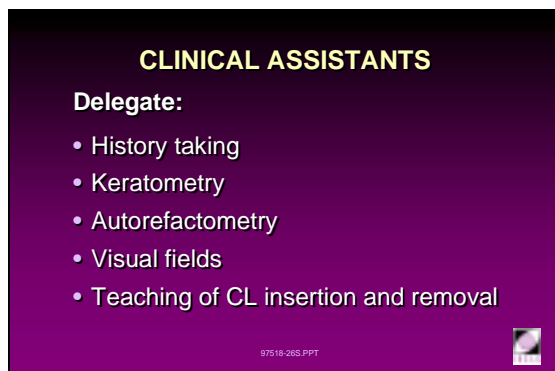 CLINICAL ASSISTANTS
Delegate:
• History taking
• Keratometry
• Autorefactometry
• Visual fields
• Teaching of CL insertion and removal
97518-26S.PPT